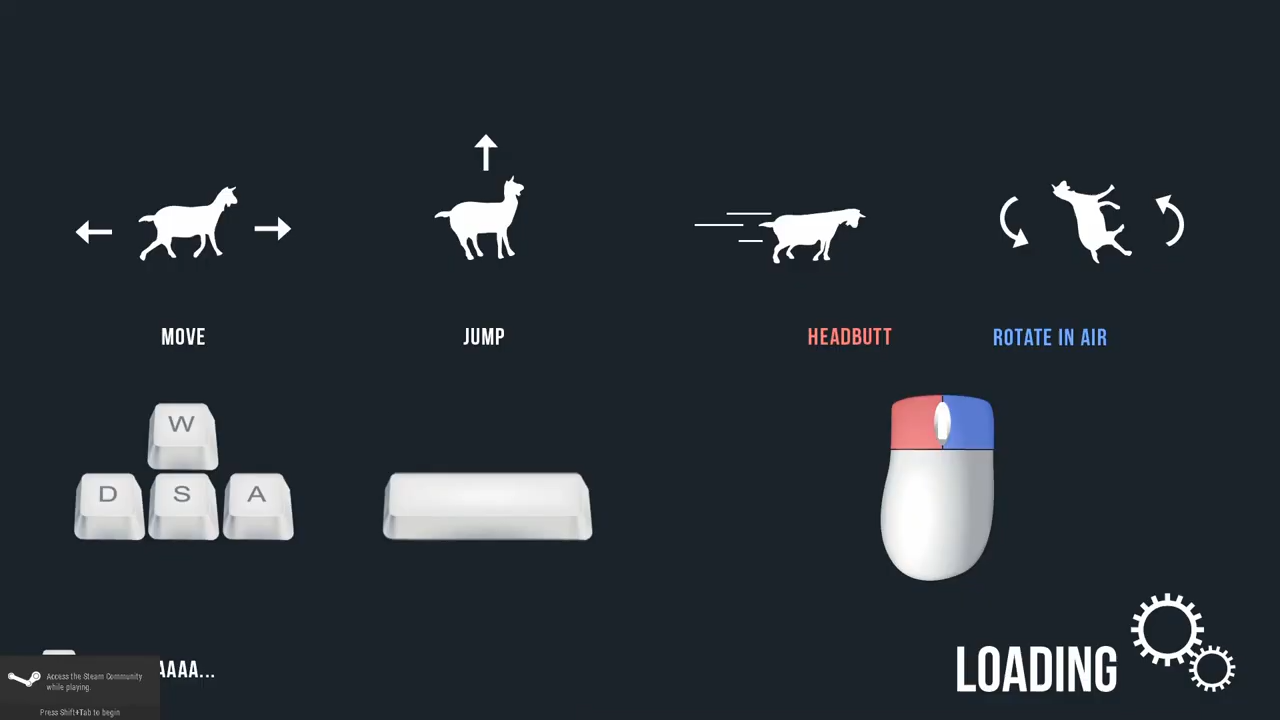 MOVE
JUMP
HEADBUTT
ROTATE IN AIR
W
D S A
AAAA...
LOADING
Access the Steam Community
while playing.
Press Shift+Tab to begin